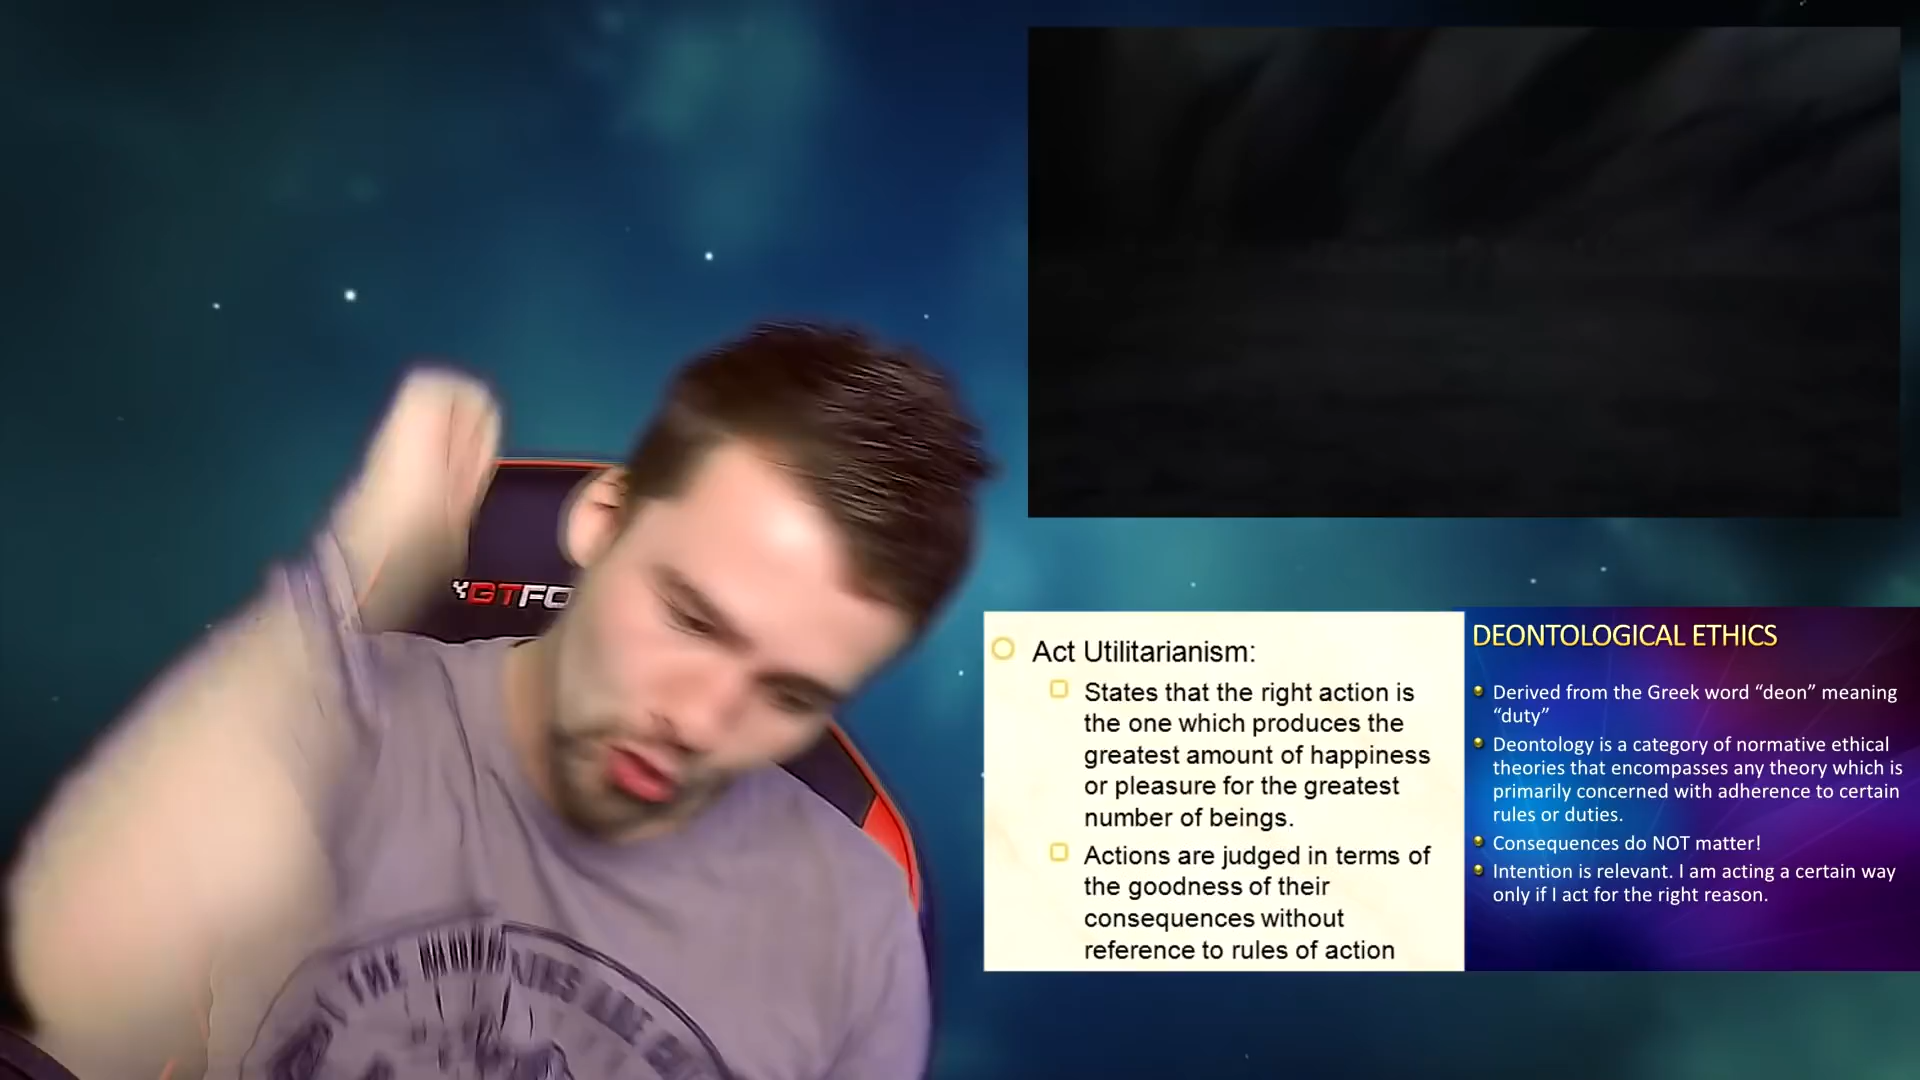 GTFO
THE MOUNTAINS ARE
Act Utilitarianism:
States that the right action is
the one which produces the
greatest amount of happiness
or pleasure for the greatest
number of beings.
Actions are judged in terms of
the goodness of their
consequences without
reference to rules of action
DEONTOLOGICAL ETHICS
Derived from the Greek word “deon” meaning
“duty”
Deontology is a category of normative ethical
theories that encompasses any theory which is
primarily concerned with adherence to certain
rules or duties.
Consequences do NOT matter!
Intention is relevant. I am acting a certain way
only if I act for the right reason.